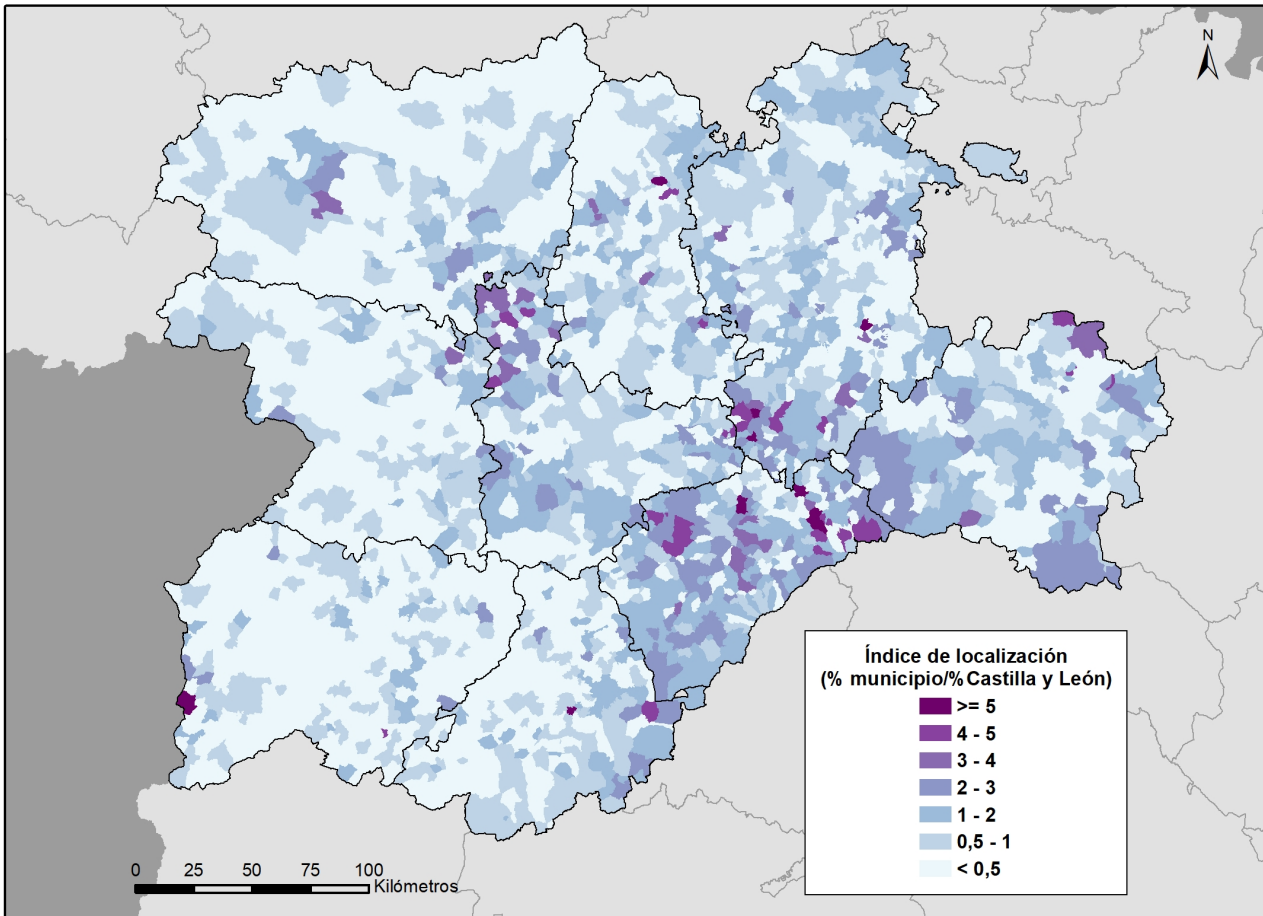 N
Índice de localización
(% municipio/%Castilla y León)
>= 5
4 - 5
3 - 4
2 - 3
1 - 2
0,5 - 1
< 0,5
0 25 50 75 100
Kilómetros